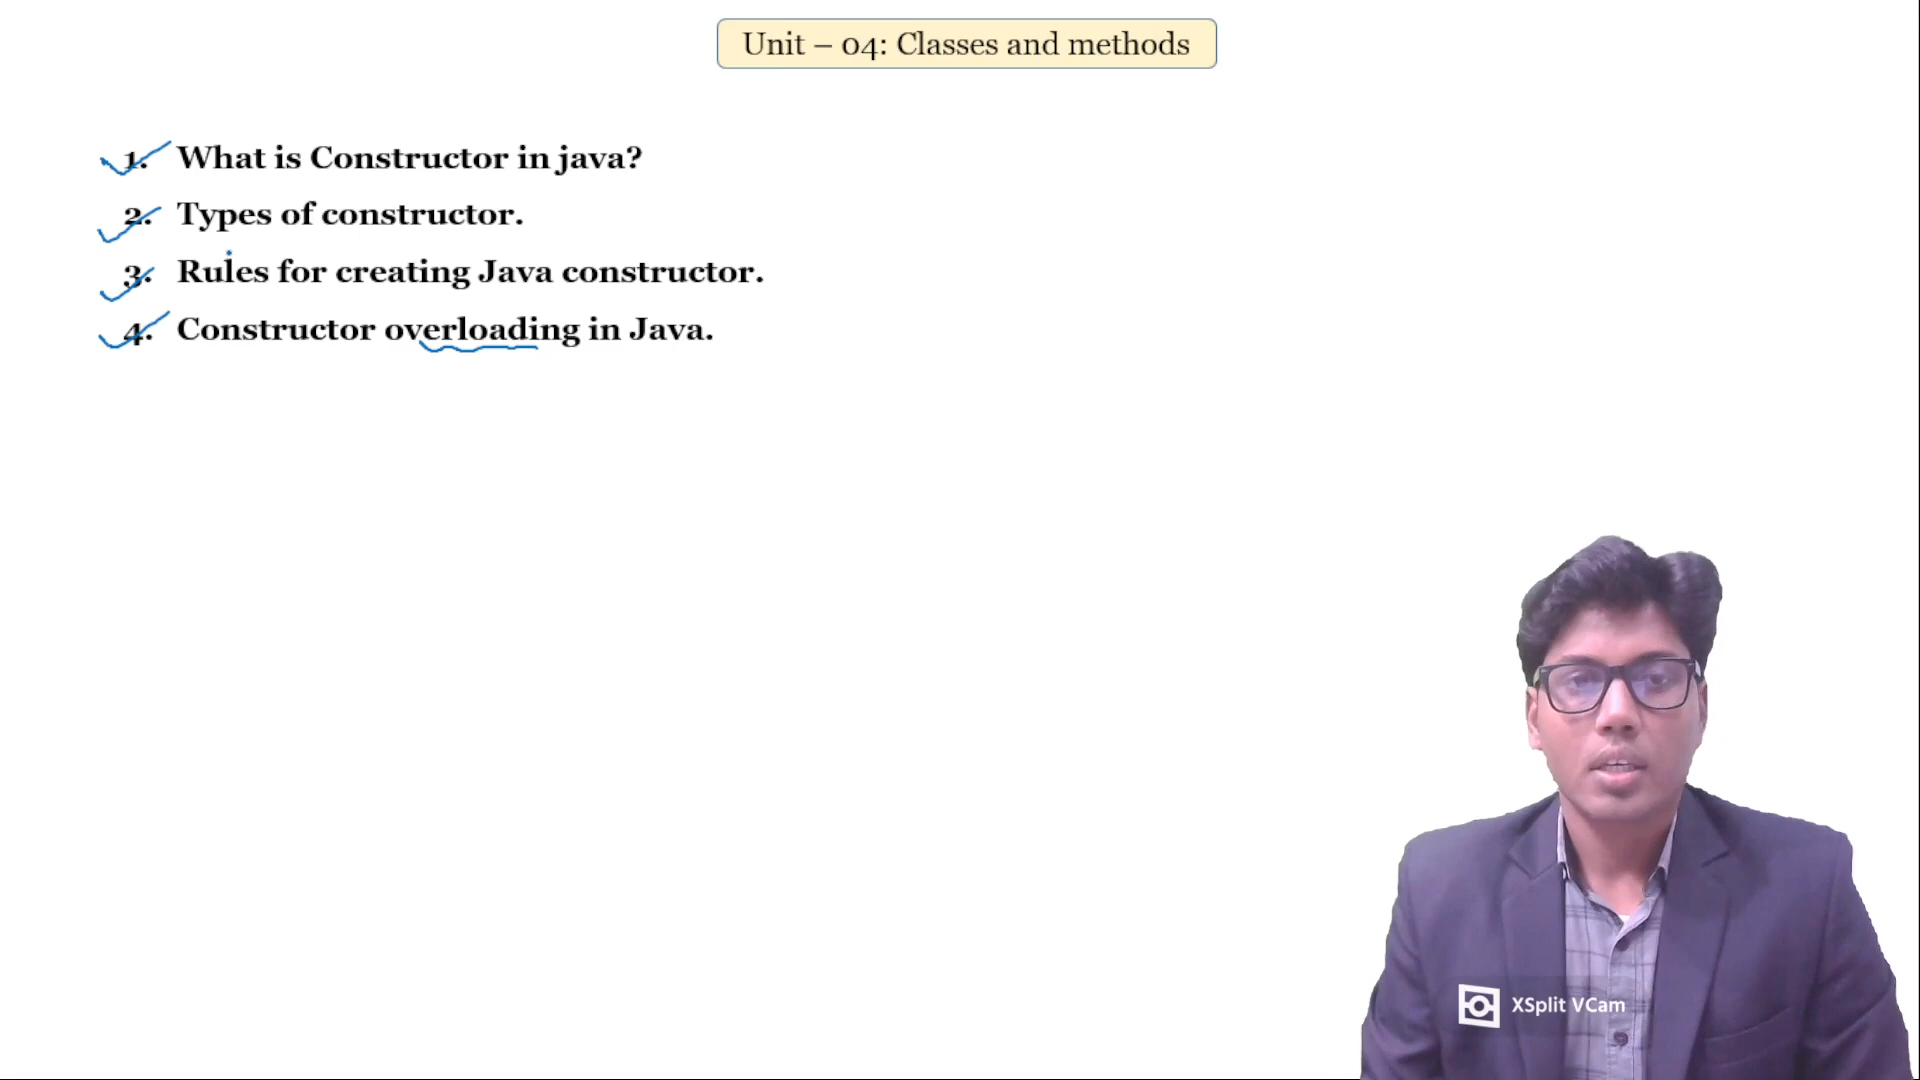 Unit – 04: Classes and methods
1. What is Constructor in java?
2. Types of constructor.
3. Rules for creating Java constructor.
4. Constructor overloading in Java.
XSplit VCam